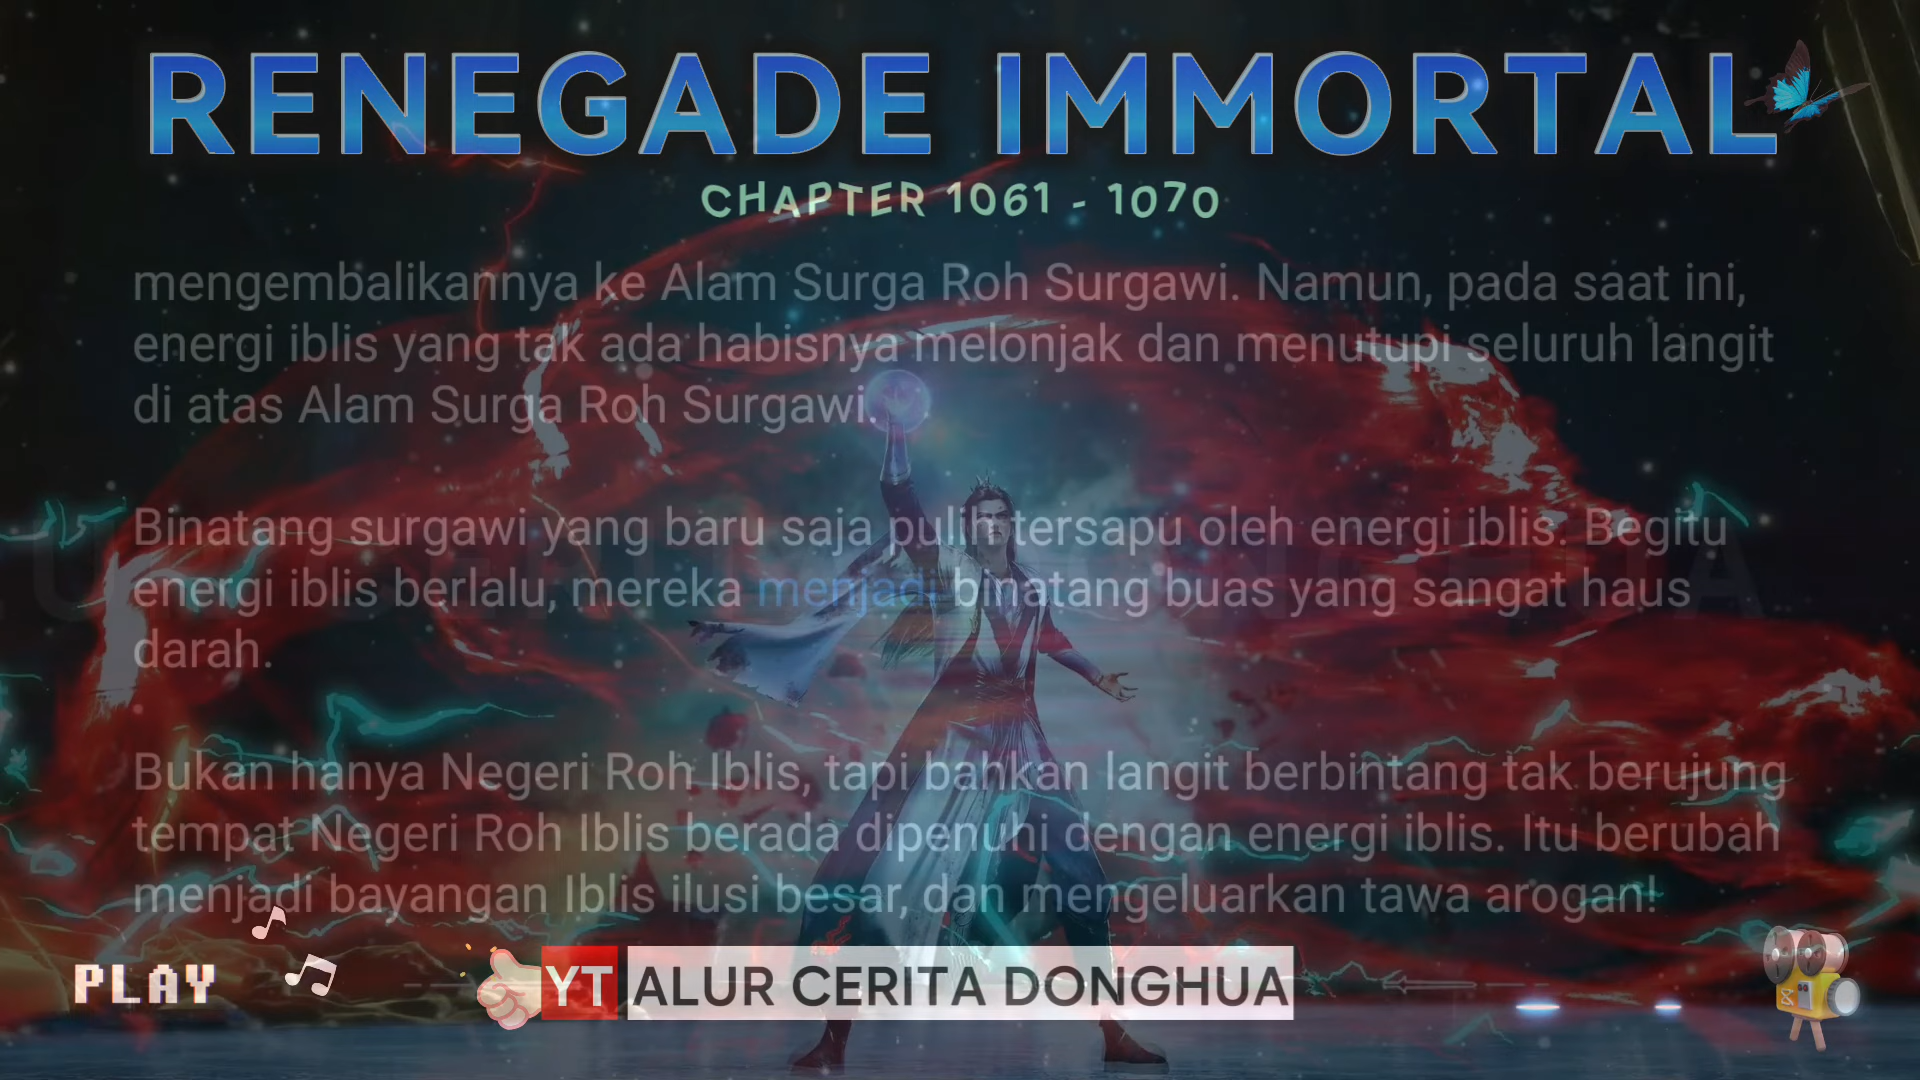 RENEGADE IMMORTAL
CHAPTER 1061 - 1070
mengembalikannya ke Alam Surga Roh Surgawi. Namun, pada saat ini,
energi iblis yang tak ada habisnya melonjak dan menutupi seluruh langit
di atas Alam Surga Roh Surgawi.
Binatang surgawi yang baru saja pulih tersapu oleh energi iblis. Begitu
energi iblis berlalu, mereka menjadi binatang buas yang sangat haus
darah.
Bukan hanya Negeri Roh Iblis, tapi bahkan langit berbintang tak berujung
tempat Negeri Roh Iblis berada dipenuhi dengan energi iblis. Itu berubah
menjadi bayangan Iblis ilusi besar, dan mengeluarkan tawa arogan!
PLAY
YT ALUR CERITA DONGHUA